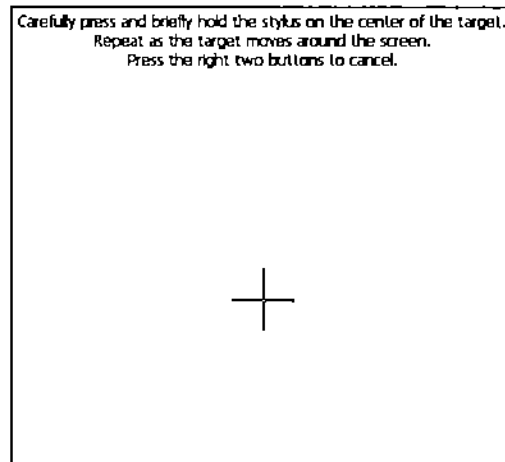 Carefully press and briefly hold the stylus on the center of the target.
Repeat as the target moves around the screen.
Press the right two buttons to cancel.